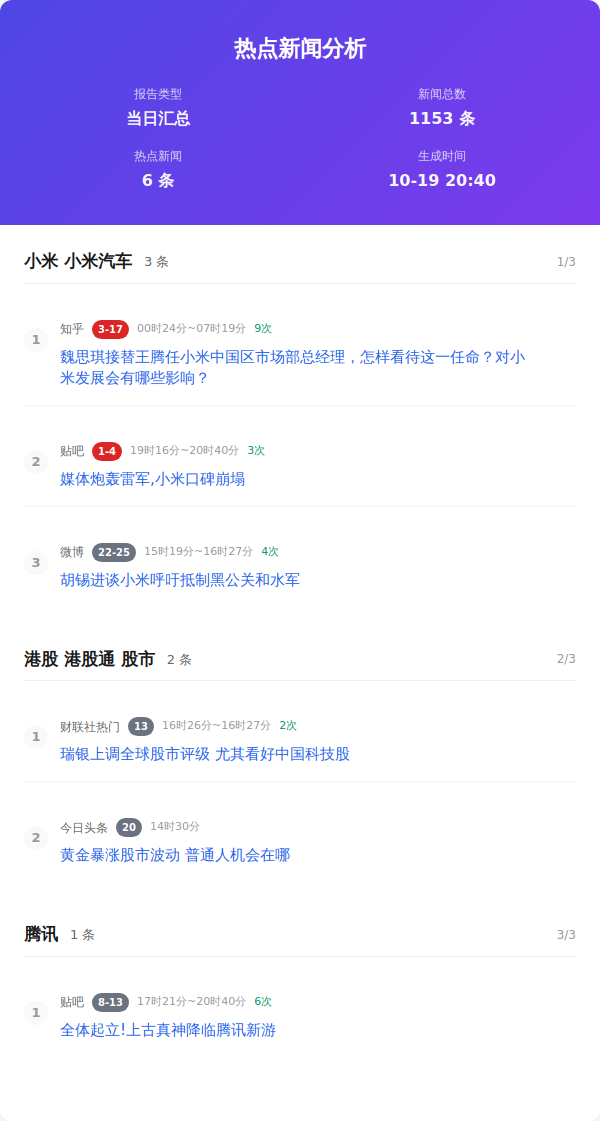 热点新闻分析
报告类型
新闻总数
当日汇总
1153 条
热点新闻
生成时间
6 条
10-19 20:40
小米 小米汽车 3 条 1/3
1 知乎 3-17 00时24分~07时19分 9次
魏思琪接替王腾任小米中国区市场部总经理，怎样看待这一任命？对小
米发展会有哪些影响？
2 贴吧 1-4 19时16分~20时40分 3次
媒体炮轰雷军,小米口碑崩塌
3 微博 22-25 15时19分~16时27分 4次
胡锡进谈小米呼吁抵制黑公关和水军
港股 港股通 股市 2 条 2/3
1 财联社热门 13 16时26分~16时27分 2次
瑞银上调全球股市评级 尤其看好中国科技股
2 今日头条 20 14时30分
黄金暴涨股市波动 普通人机会在哪
腾讯 1 条 3/3
1 贴吧 8-13 17时21分~20时40分 6次
全体起立!上古真神降临腾讯新游